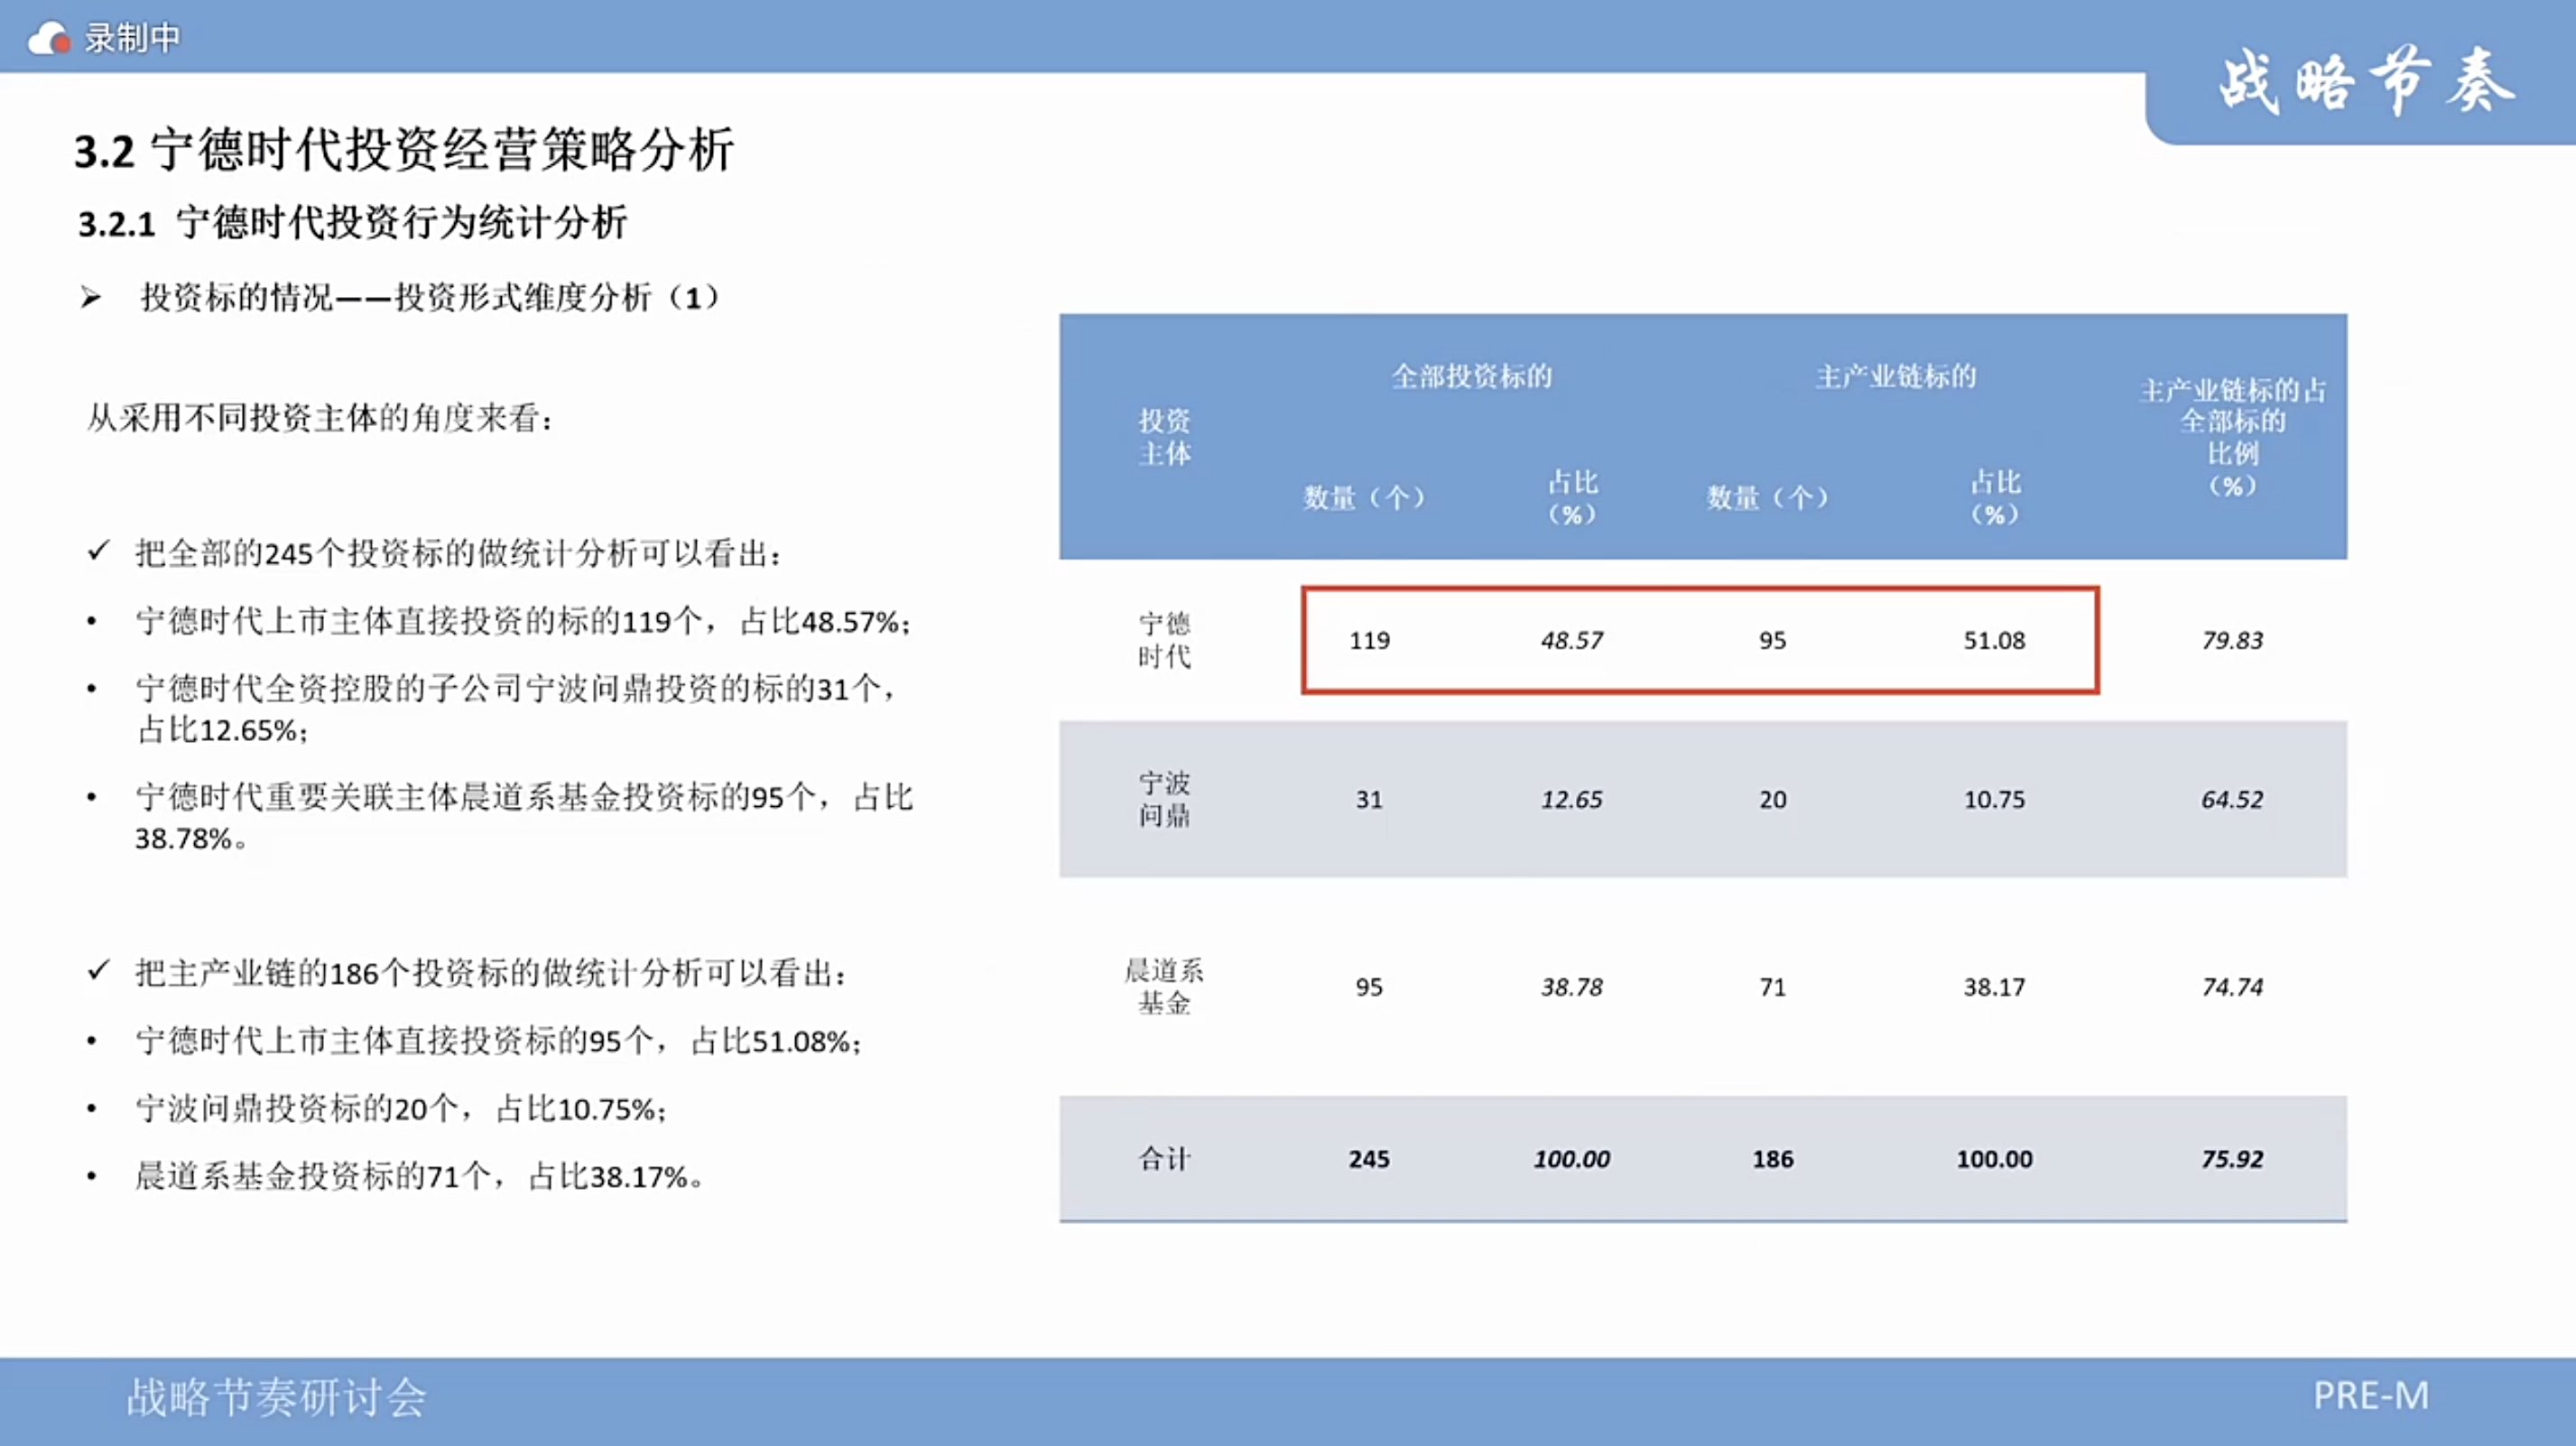 录制中
战略节奏
3.2 宁德时代投资经营策略分析
3.2.1 宁德时代投资行为统计分析
➢ 投资标的情况——投资形式维度分析（1）
从采用不同投资主体的角度来看：
✓ 把全部的245个投资标的做统计分析可以看出：
• 宁德时代上市主体直接投资的标的119个，占比48.57%；
• 宁德时代全资控股的子公司宁波问鼎投资的标的31个，
占比12.65%；
• 宁德时代重要关联主体晨道系基金投资标的95个，占比
38.78%。
✓ 把主产业链的186个投资标的做统计分析可以看出：
• 宁德时代上市主体直接投资标的95个，占比51.08%；
• 宁波问鼎投资标的20个，占比10.75%；
• 晨道系基金投资标的71个，占比38.17%。
投资
主体
全部投资标的
主产业链标的
主产业链标的占
全部标的
比例
（%）
数量（个）
占比
（%）
数量（个）
占比
（%）
宁德
时代
119 48.57 95 51.08 79.83
宁波
问鼎
31 12.65 20 10.75 64.52
晨道系
基金
95 38.78 71 38.17 74.74
合计 245 100.00 186 100.00 75.92
战略节奏研讨会
PRE-M